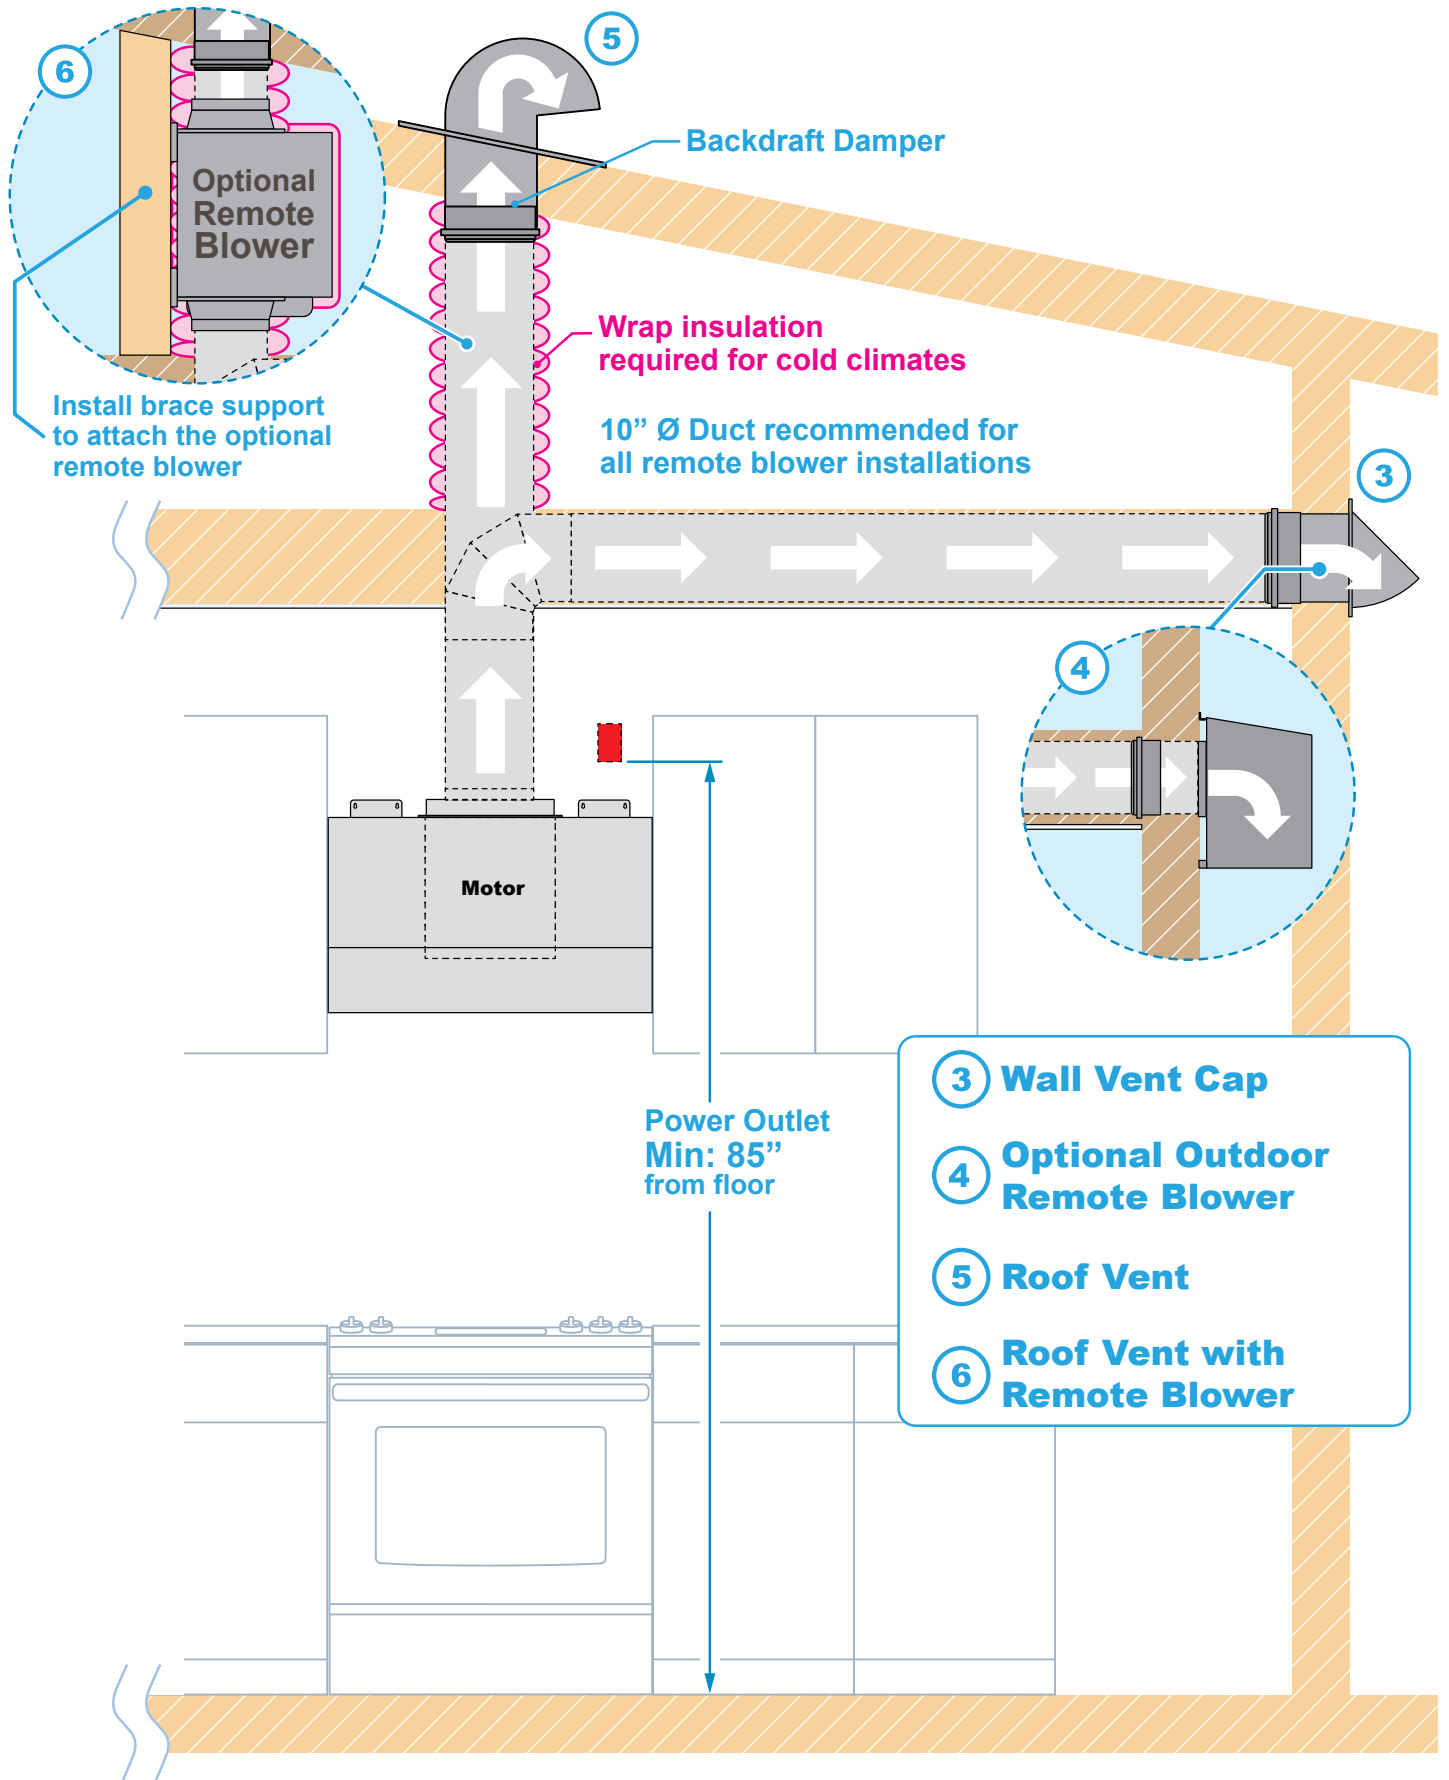 6
5
Backdraft Damper
Optional
Remote
Blower
Wrap insulation
required for cold climates
Install brace support
to attach the optional
remote blower
10” Ø Duct recommended for
all remote blower installations
3
4
Motor
Power Outlet
Min: 85”
from floor
3 Wall Vent Cap
4 Optional Outdoor
Remote Blower
5 Roof Vent
6 Roof Vent with
Remote Blower